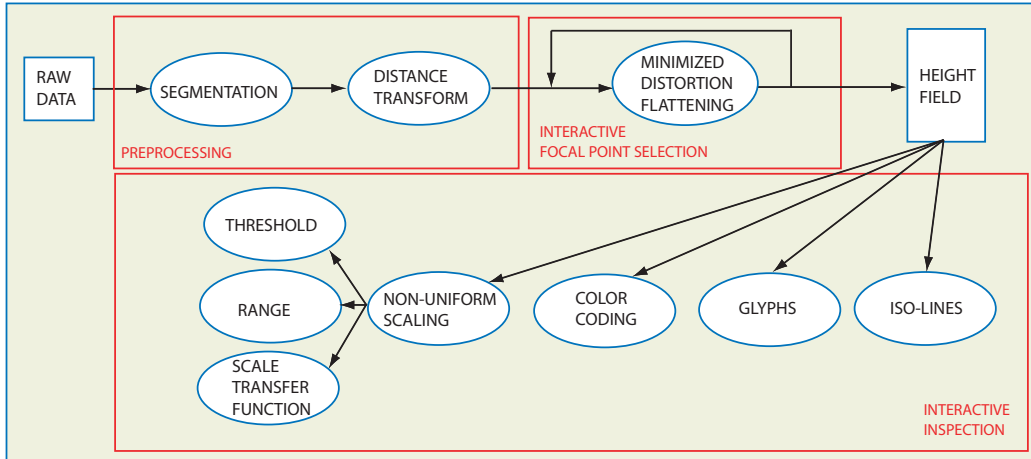 RAW
DATA
SEGMENTATION
DISTANCE
TRANSFORM
PREPROCESSING
MINIMIZED
DISTORTION
FLATTENING
INTERACTIVE
FOCAL POINT SELECTION
HEIGHT
FIELD
THRESHOLD
RANGE
SCALE
TRANSFER
FUNCTION
NON-UNIFORM
SCALING
COLOR
CODING
GLYPHS
ISO-LINES
INTERACTIVE
INSPECTION